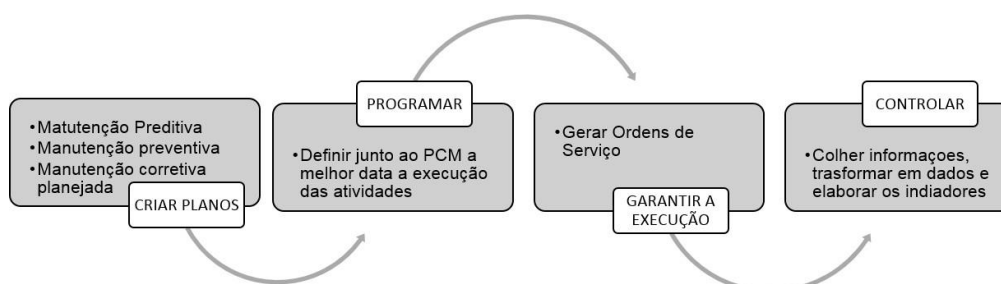 •Matutenção Preditiva
•Manutenção preventiva
•Manutenção corretiva
planejada
CRIAR PLANOS
PROGRAMAR
•Definir junto ao PCM a
melhor data a execução
das atividades
•Gerar Ordens de
Serviço
GARANTIR A
EXECUÇÃO
CONTROLAR
•Colher informaçoes,
trasformar em dados e
elaborar os indiadores